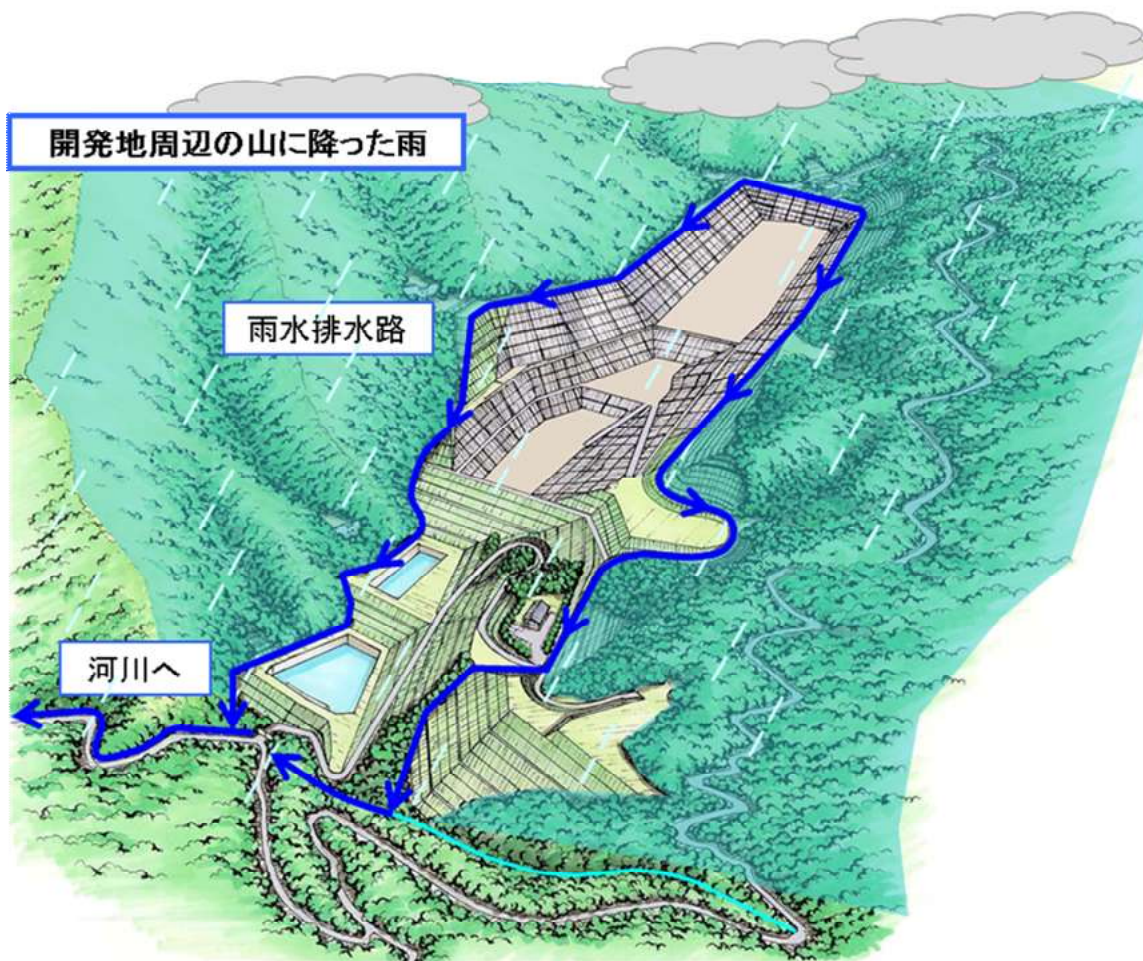 開発地周辺の山に降った雨
雨水排水路
河川へ